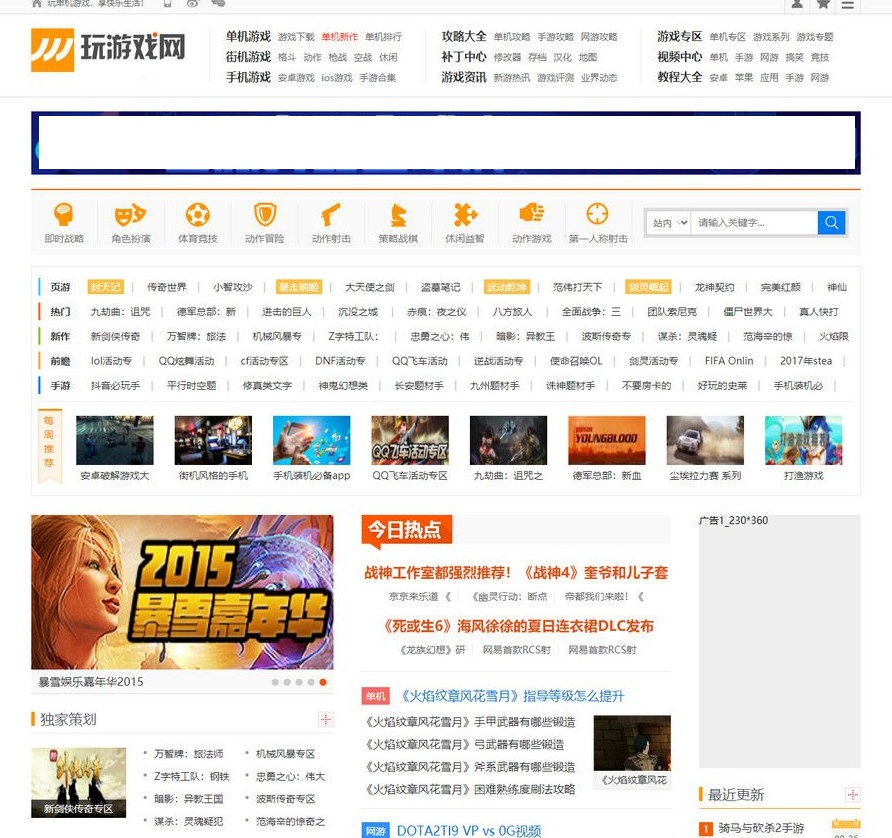 玩单机游戏，享快乐生活！
玩游戏网
单机游戏 游戏下载 单机新作 单机排行
街机游戏 格斗 动作 枪战 空战 休闲
手机游戏 安卓游戏 ios游戏 手游合集
攻略大全 单机攻略 手游攻略 网游攻略
补丁中心 修改器 存档 汉化 地图
游戏资讯 新游热讯 游戏评测 业界动态
游戏专区 单机专区 游戏系列 游戏专题
视频中心 单机 手游 网游 搞笑 竞技
教程大全 安卓 苹果 应用 手游 网游
即时战略 角色扮演 体育竞技 动作冒险 动作射击 策略战棋 休闲益智 动作游戏 第一人称射击
站内 请输入关键字...
页游 封天记 传奇世界 小智攻沙 暴走萌姬 大天使之剑 盗墓笔记 武动乾坤 范伟打天下 剑灵崛起 龙神契约 完美红颜 神仙
热门 九劫曲：诅咒 德军总部：新 进击的巨人 沉没之城 赤痕：夜之仪 八方旅人 全面战争：三 团队索尼克 僵尸世界大 真人快打
新作 新剑侠传奇 万智牌：旅法 机械风暴专 Z字特工队： 忠勇之心：伟 暗影：异教王 波斯传奇专 谋杀：灵魂疑 范海辛的惊 火焰限
前瞻 lol活动专 QQ炫舞活动 cf活动专区 DNF活动专 QQ飞车活动 逆战活动专 使命召唤OL 剑灵活动专 FIFA Onlin 2017年stea
手游 抖音必玩手 平行时空题 修真类文字 神鬼幻想类 长安题材手 九州题材手 诛神题材手 不要房卡的 好玩的史莱 手机装机必
每周推荐
QQ飞车活动专区
YOUNGBLOOD
安卓破解游戏大 街机风格的手机 手机装机必备app QQ飞车活动专区 九劫曲：诅咒之 德军总部：新血 尘埃拉力赛 系列 打渔游戏
2015
暴雪嘉年华
暴雪娱乐嘉年华2015
独家策划
新剑侠传奇专区
万智牌：旅法师 机械风暴专区
Z字特工队：钢铁 忠勇之心：伟大
暗影：异教王国 波斯传奇专区
谋杀：灵魂疑犯 范海辛的惊奇之
今日热点
战神工作室都强烈推荐！《战神4》奎爷和儿子套
京京来乐道《 《幽灵行动：断点 帝都我们来啦！《
《死或生6》海风徐徐的夏日连衣裙DLC发布
《龙族幻想》研 网易首款RCS射 网易首款RCS射
单机 《火焰纹章风花雪月》指导等级怎么提升
《火焰纹章风花雪月》手甲武器有哪些锻造
《火焰纹章风花雪月》弓武器有哪些锻造
《火焰纹章风花雪月》斧系武器有哪些锻造
《火焰纹章风花雪月》困难熟练度刷法攻略
《火焰纹章风花
网游 DOTA2TI9 VP vs 0G视频
广告1_230*360
最近更新
1 骑马与砍杀2手游